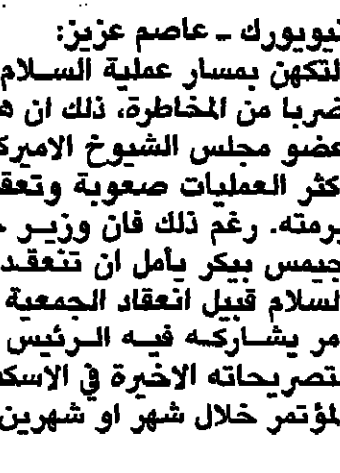 نيويورك ـ عاصم عزيز:
لتكهن بمسار عملية السلام
ضربا من المخاطرة، ذلك ان ه
عضو مجلس الشيوخ الاميرك
كثر العمليات صعوبة وتعق
برمته. رغم ذلك فان وزير خ
جيمس بيكر يأمل ان تنعقد
لسلام قبيل انعقاد الجمعية
مر يشاركه فيه الرئيس
تصريحاته الاخيرة في الاسك
لمؤتمر خلال شهر او شهرين